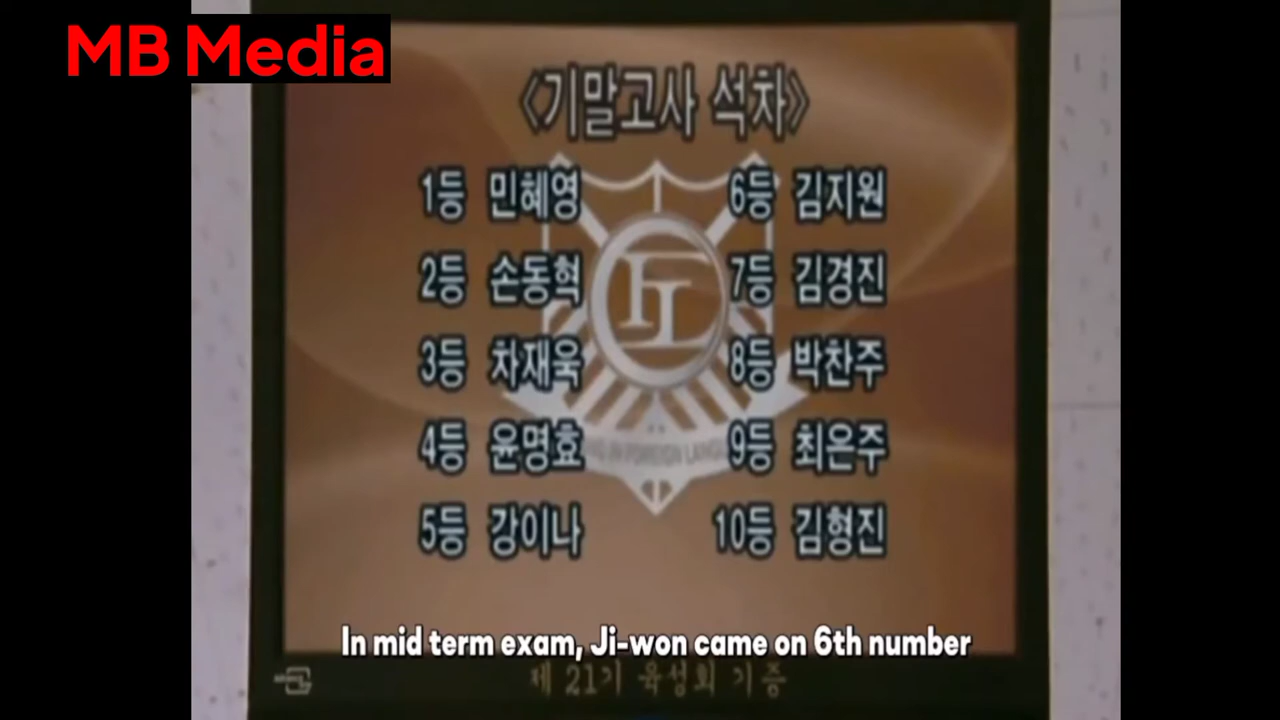 MB Media
<기말고사 석차>
1등 민혜영
2등 손동혁
3등 차재욱
4등 윤명효
5등 강이나
6등 김지원
7등 김경진
8등 박찬주
9등 최은주
10등 김형진
FL
IN FOREIGN LANGU
In mid term exam, Ji-won came on 6th number
제 21기 육성회 기증